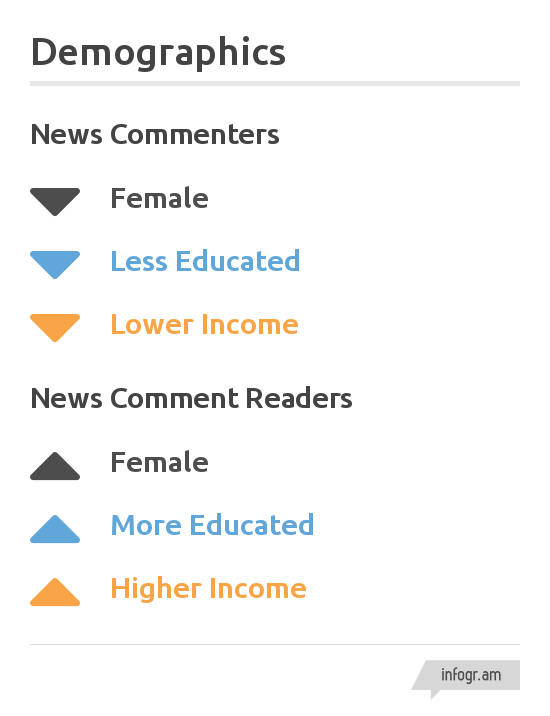 Demographics
News Commenters
Female
Less Educated
Lower Income
News Comment Readers
Female
More Educated
Higher Income
infogr.am